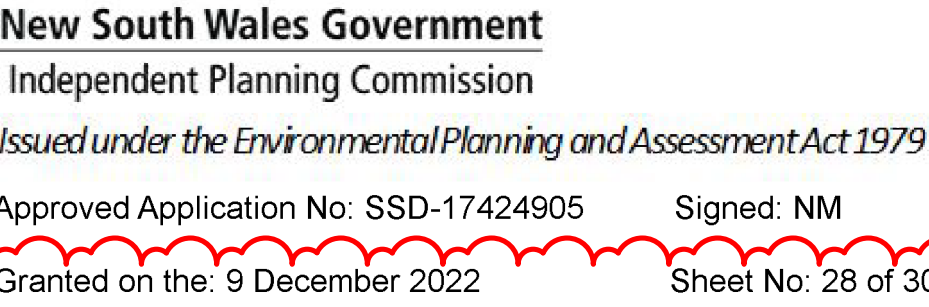 New South Wales Government
Independent Planning Commission
Issued under the Environmental Planning and Assessment Act 1979
Approved Application No: SSD-17424905 Signed: NM
Granted on the: 9 December 2022 Sheet No: 28 of 30